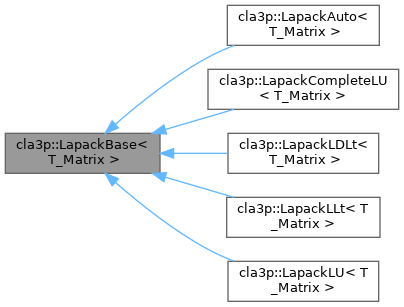 cla3p::LapackAuto<
T_Matrix >
cla3p::LapackCompleteLU
< T_Matrix >
cla3p::LapackBase<
T_Matrix >
cla3p::LapackLDLt<
T_Matrix >
cla3p::LapackLLt< T
_Matrix >
cla3p::LapackLU< T
_Matrix >